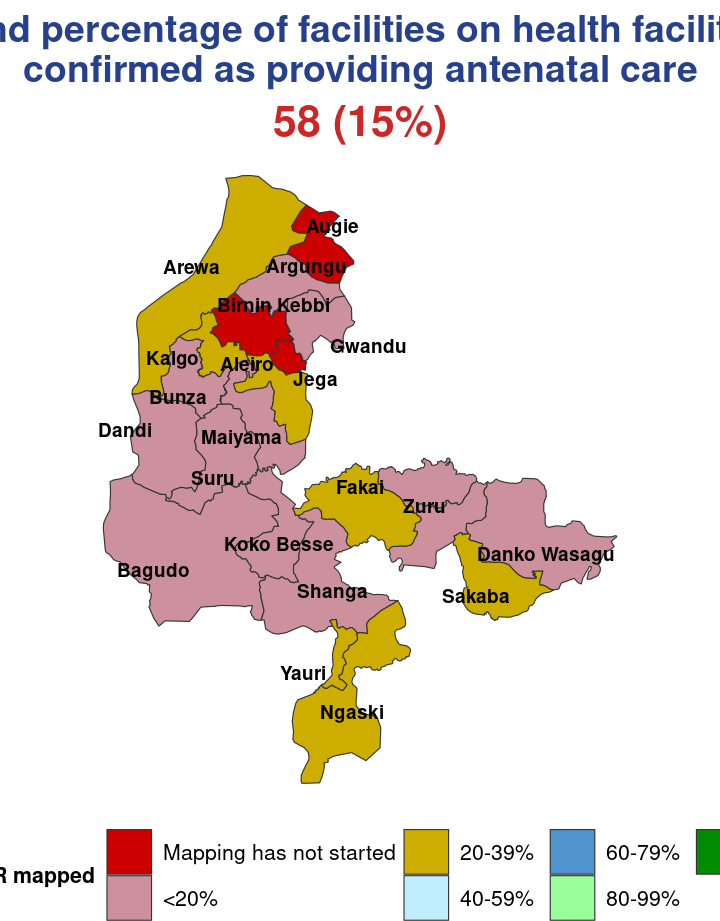 percentage of facilities on health
confirmed as providing antenatal care
58 (15%)
Augie
Arewa
Argungu
Birnin Kebbi
Gwandu
Kalgo
Aleiro
Jega
Bunza
Dandi
Maiyama
Suru
Fakai
Zuru
Koko Besse
Danko Wasagu
Bagudo
Shanga
Sakaba
Yauri
Ngaski
Mapping has not started
20-39%
60-79%
mapped
<20%
40-59%
80-99%